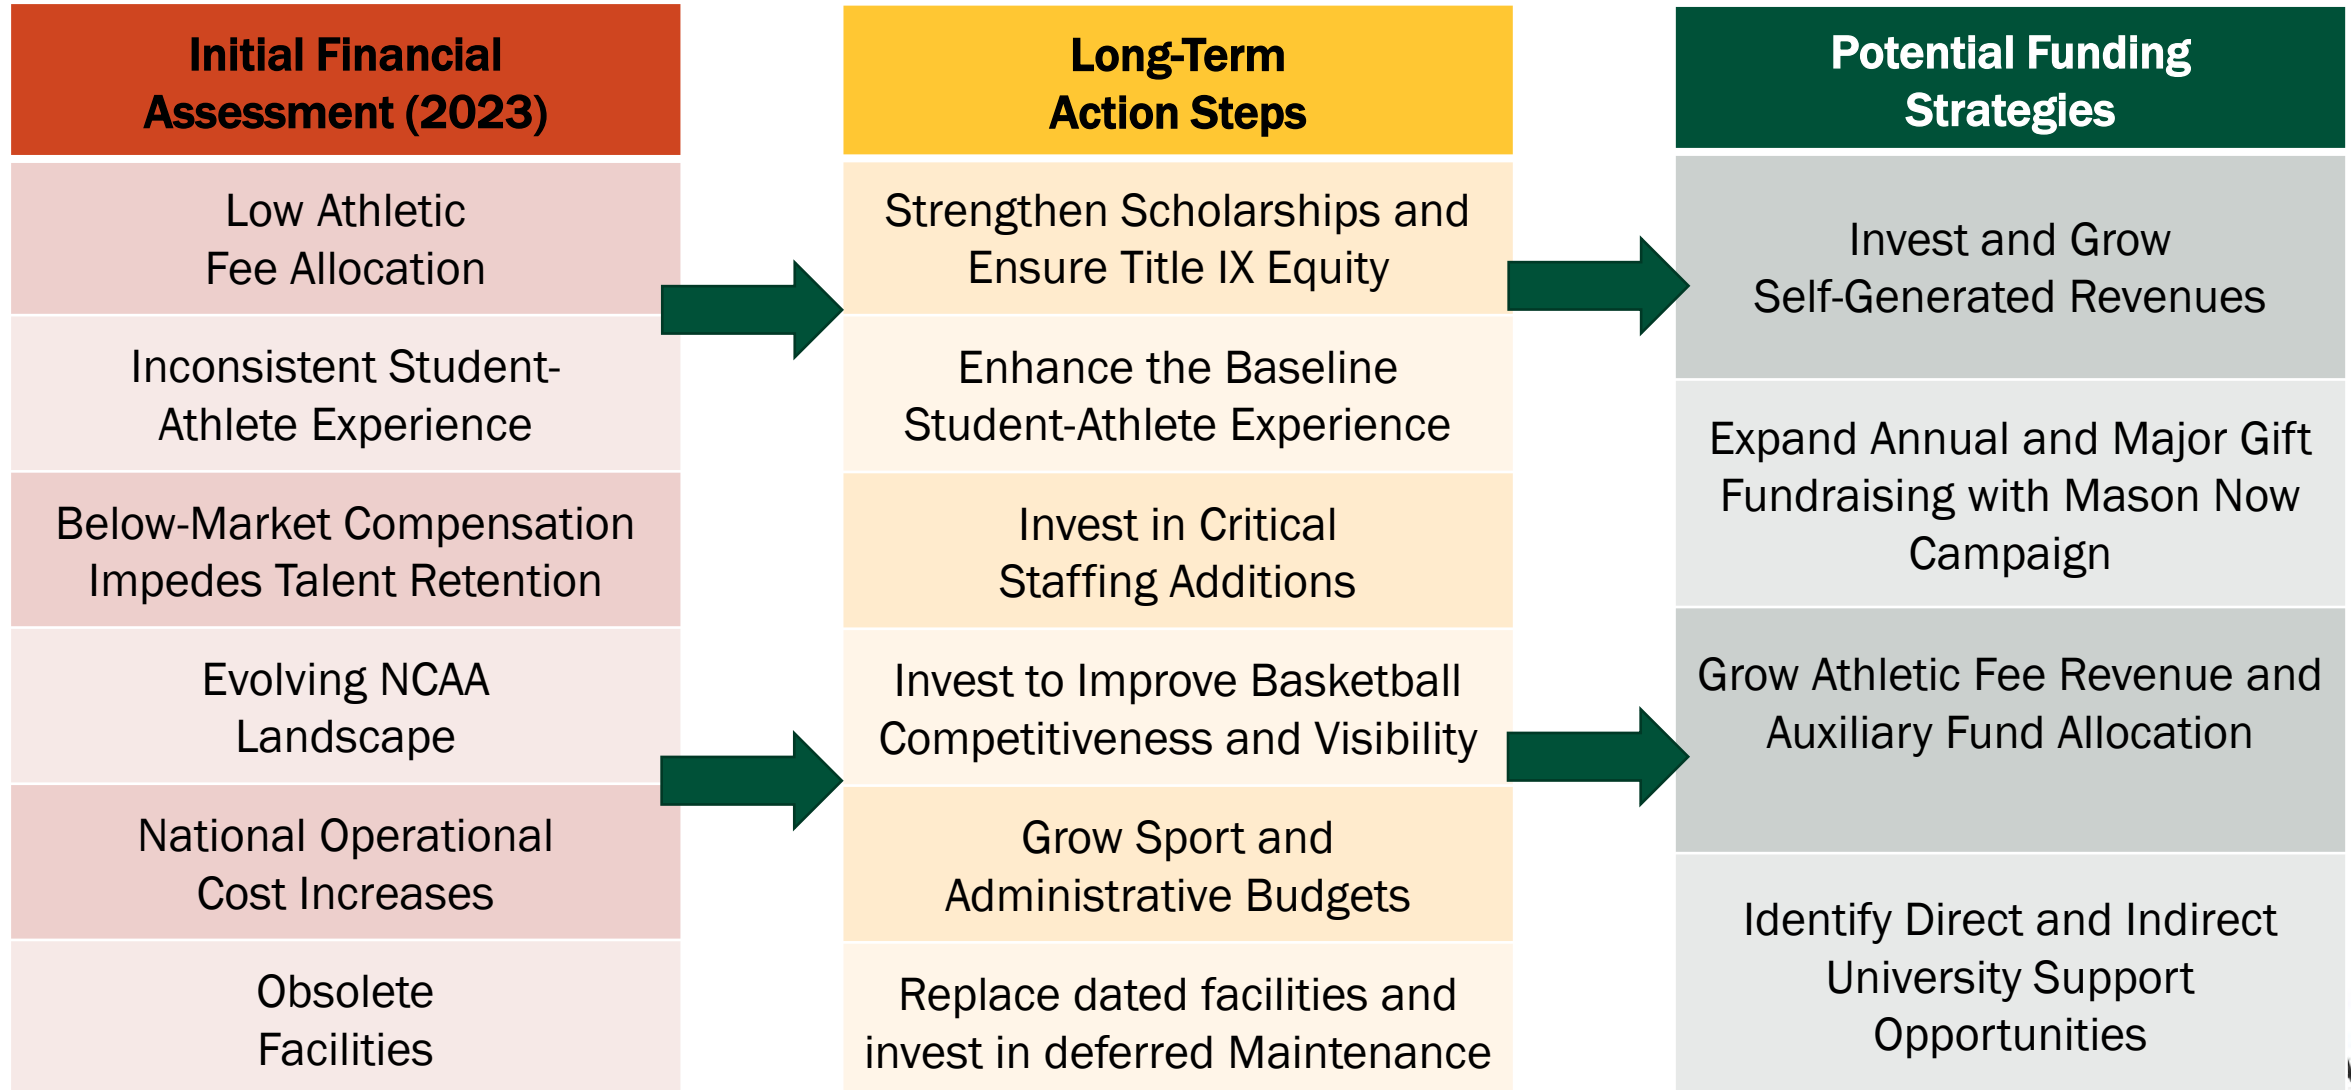 Initial Financial
Assessment (2023)
Low Athletic
Fee Allocation
Inconsistent Student-
Athlete Experience
Below-Market Compensation
Impedes Talent Retention
Evolving NCAA
Landscape
National Operational
Cost Increases
Obsolete
Facilities
Long-Term
Action Steps
Strengthen Scholarships and
Ensure Title IX Equity
Enhance the Baseline
Student-Athlete Experience
Invest in Critical
Staffing Additions
Invest to Improve Basketball
Competitiveness and Visibility
Grow Sport and
Administrative Budgets
Replace dated facilities and
invest in deferred Maintenance
Potential Funding
Strategies
Invest and Grow
Self-Generated Revenues
Expand Annual and Major Gift
Fundraising with Mason Now
Campaign
Grow Athletic Fee Revenue and
Auxiliary Fund Allocation
Identify Direct and Indirect
University Support
Opportunities